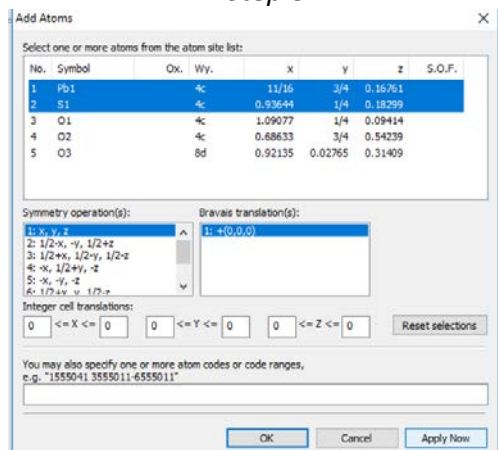 Add Atoms
Select one or more atoms from the atom site list:
No. Symbol Ox. Wy. x y z S.O.F.
1 Pb1 4c 11/16 3/4 0.16761
2 S1 4c 0.93644 1/4 0.18299
3 O1 4c 1.09077 1/4 0.09414
4 O2 4c 0.68633 3/4 0.54239
5 O3 8d 0.92135 0.02765 0.31409
Symmetry operation(s): Bravais translation(s):
1: x, y, z 1: +(0,0,0)
2: 1/2-x, -y, 1/2+z
3: 1/2+x, 1/2-y, 1/2-z
4: -x, 1/2+y, -z
5: -x, -y, -z
Integer cell translations:
0 <= X <= 0 0 <= Y <= 0 0 <= Z <= 0 Reset selections
You may also specify one or more atom codes or code ranges,
e.g. "1555041 3555011-6555011"
OK Cancel Apply Now